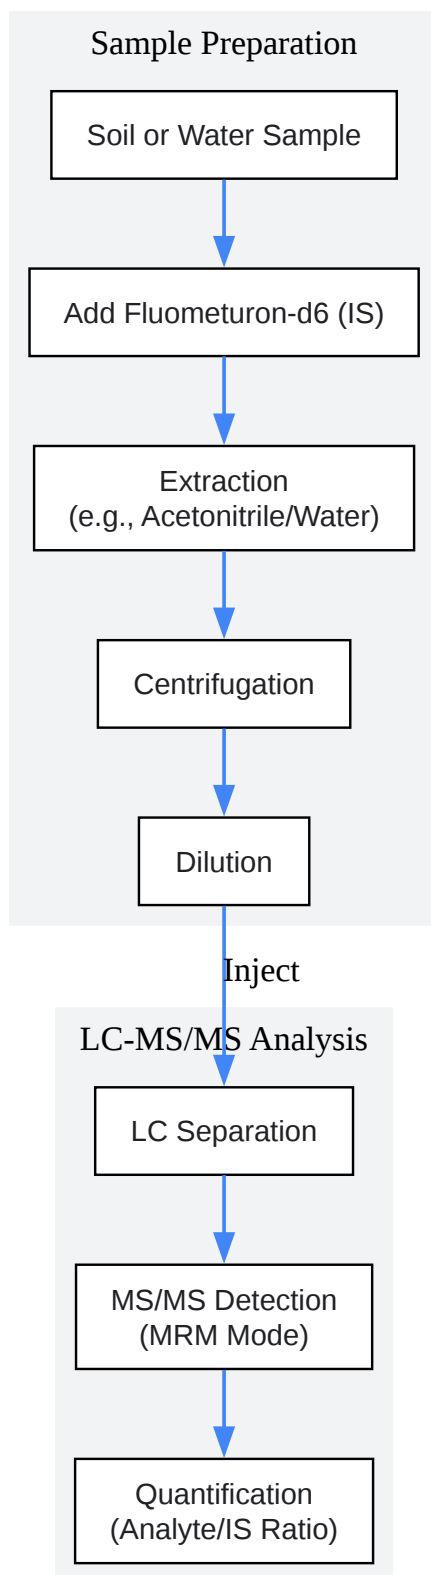 Sample Preparation
Soil or Water Sample
Add Fluometuron-d6 (IS)
Extraction
(e.g., Acetonitrile/Water)
Centrifugation
Dilution
Inject
LC-MS/MS Analysis
LC Separation
MS/MS Detection
(MRM Mode)
Quantification
(Analyte/IS Ratio)